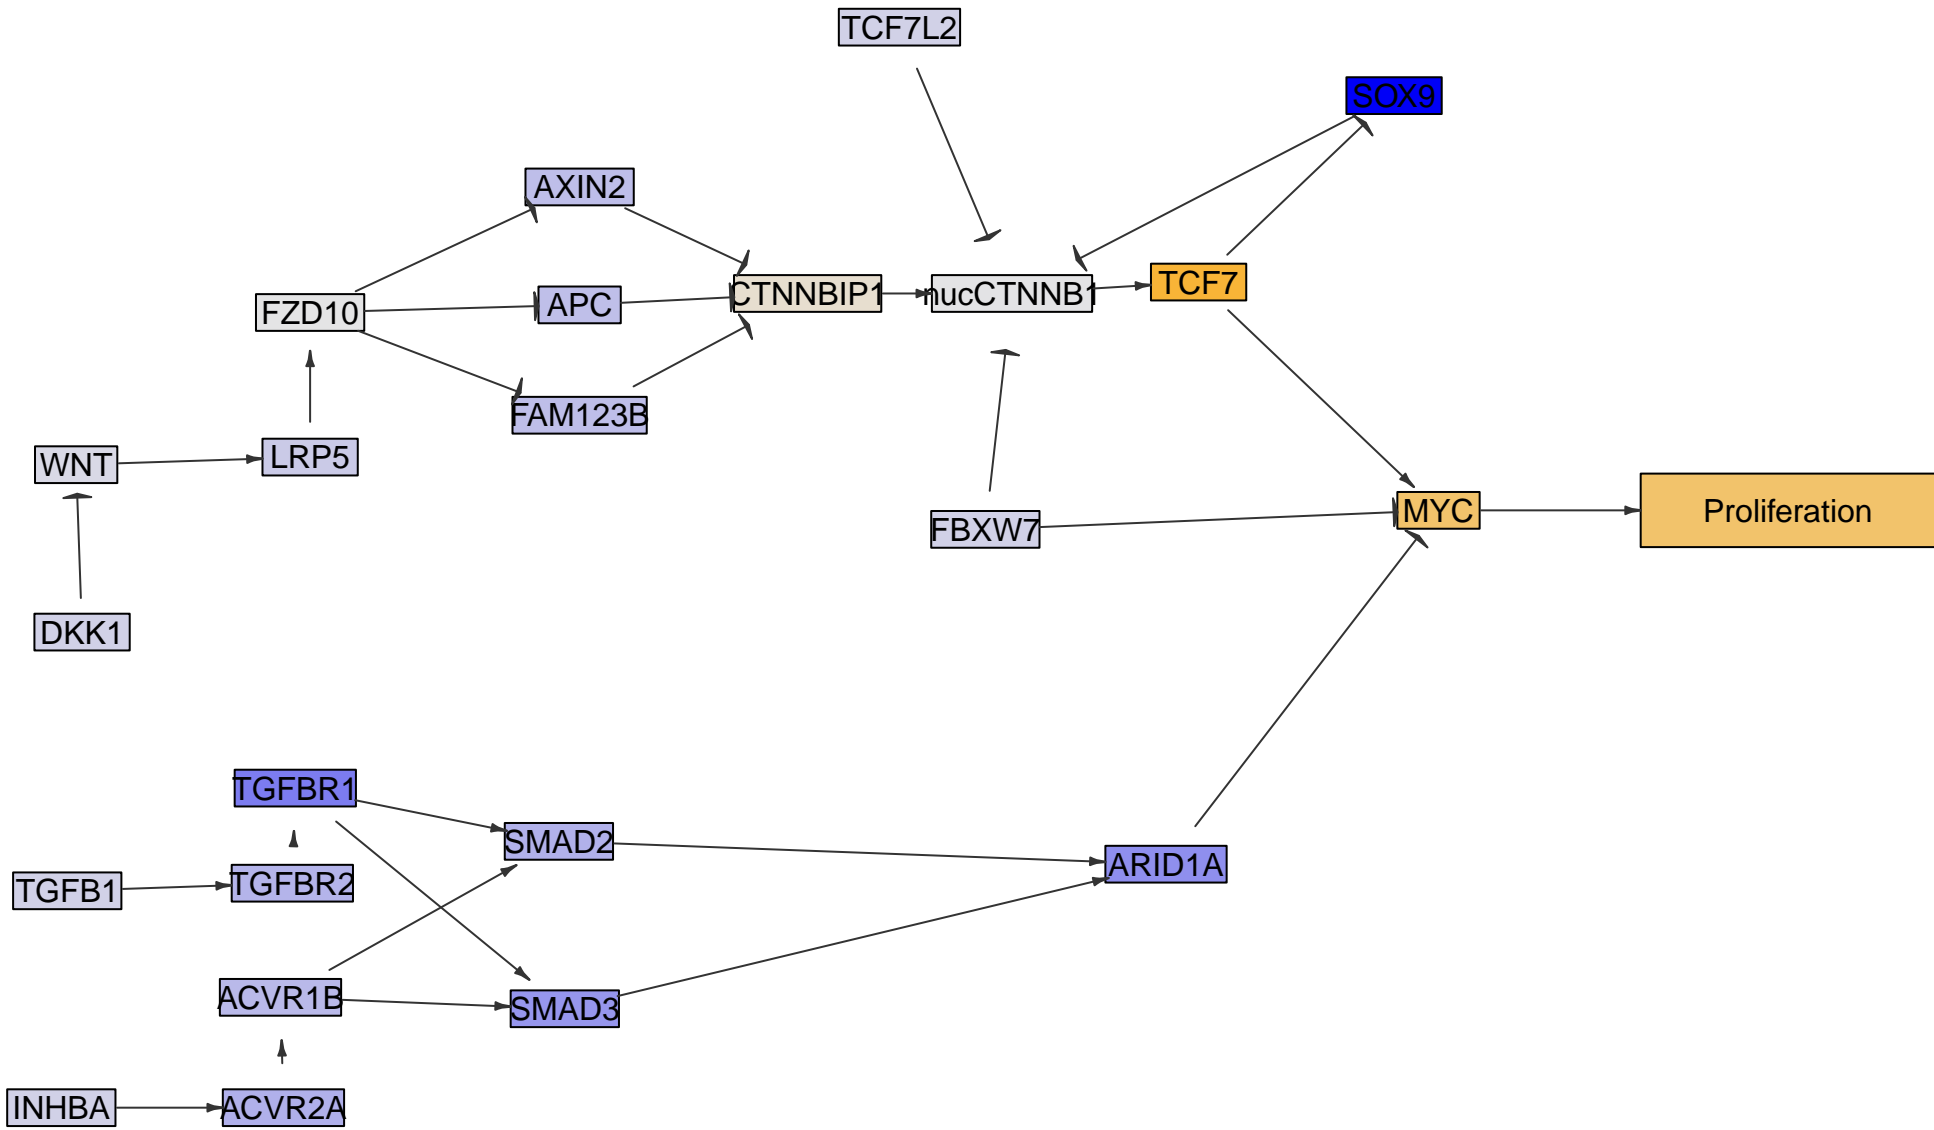 TCF7L2
SOX9
AXIN2
TCF7
CTNNBIP1
nucCTNNB1
APC
FZD10
FAM123B
LRP5
WNT
MYC
Proliferation
FBXW7
DKK1
TGFBR1
SMAD2
ARID1A
TGFBR2
TGFB1
ACVR1B
SMAD3
INHBA
ACVR2A